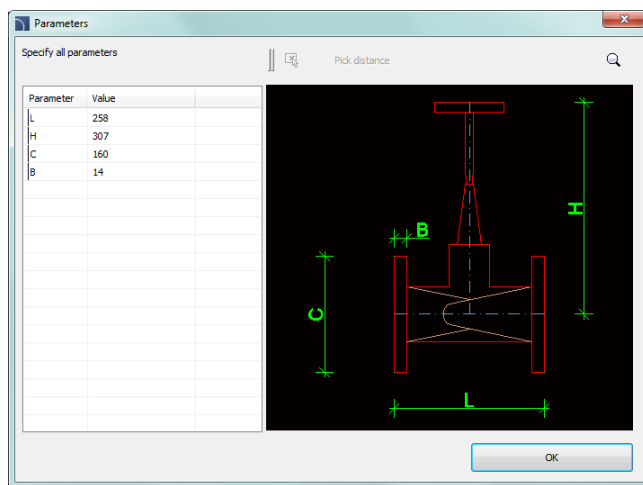 Parameters
Specify all parameters
Pick distance
Parameter Value
L 258
H 307
C 160
B 14
H
B
C
L
OK